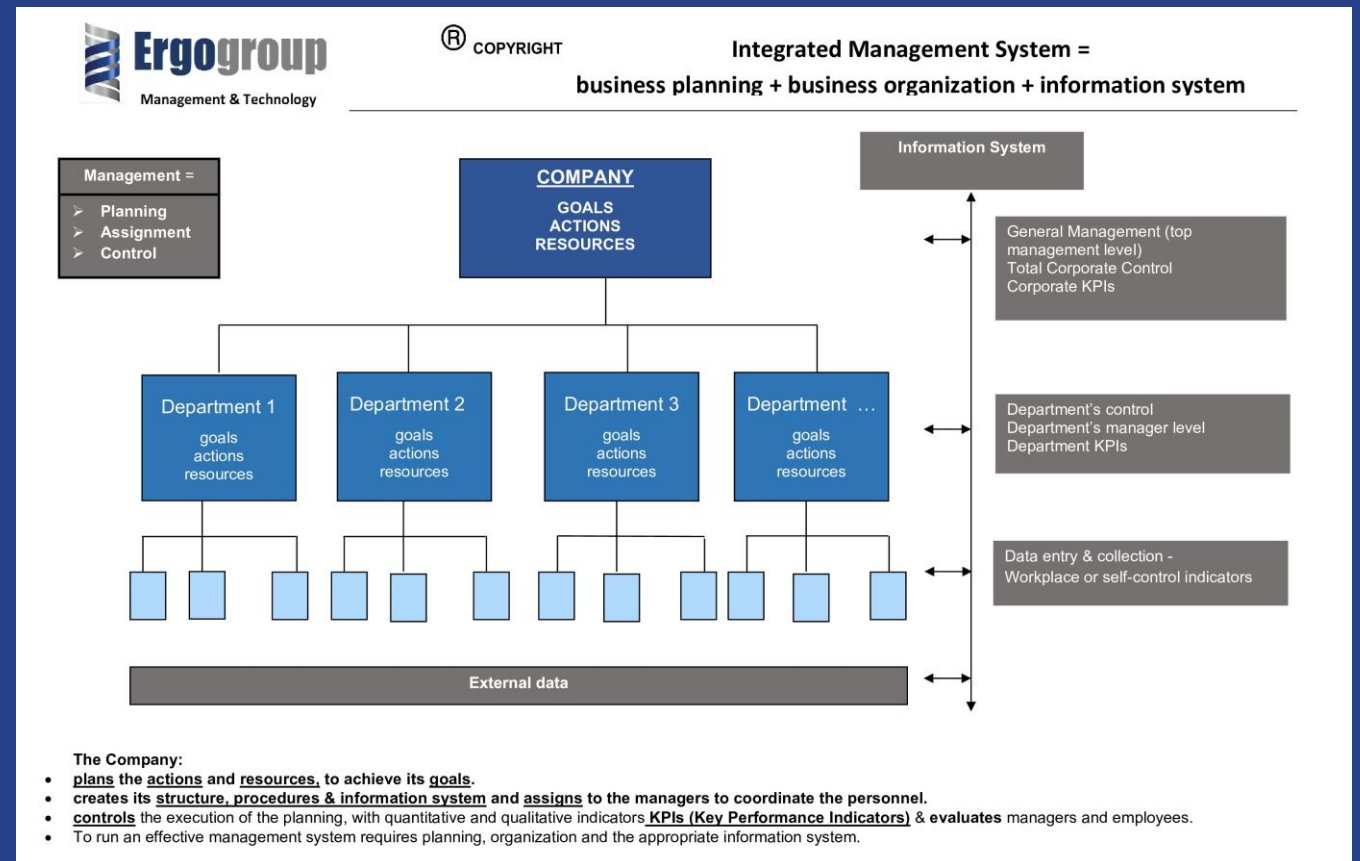 Ergogroup
Management & Technology
® COPYRIGHT
Integrated Management System =
business planning + business organization + information system
Management =
➢ Planning
➢ Assignment
➢ Control
COMPANY
GOALS
ACTIONS
RESOURCES
Information System
General Management (top
management level)
Total Corporate Control
Corporate KPIs
Department 1
goals
actions
resources
Department 2
goals
actions
resources
Department 3
goals
actions
resources
Department …
goals
actions
resources
Department’s control
Department’s manager level
Department KPIs
Data entry & collection -
Workplace or self-control indicators
External data
The Company:
• plans the actions and resources, to achieve its goals.
• creates its structure, procedures & information system and assigns to the managers to coordinate the personnel.
• controls the execution of the planning, with quantitative and qualitative indicators KPIs (Key Performance Indicators) & evaluates managers and employees.
• To run an effective management system requires planning, organization and the appropriate information system.